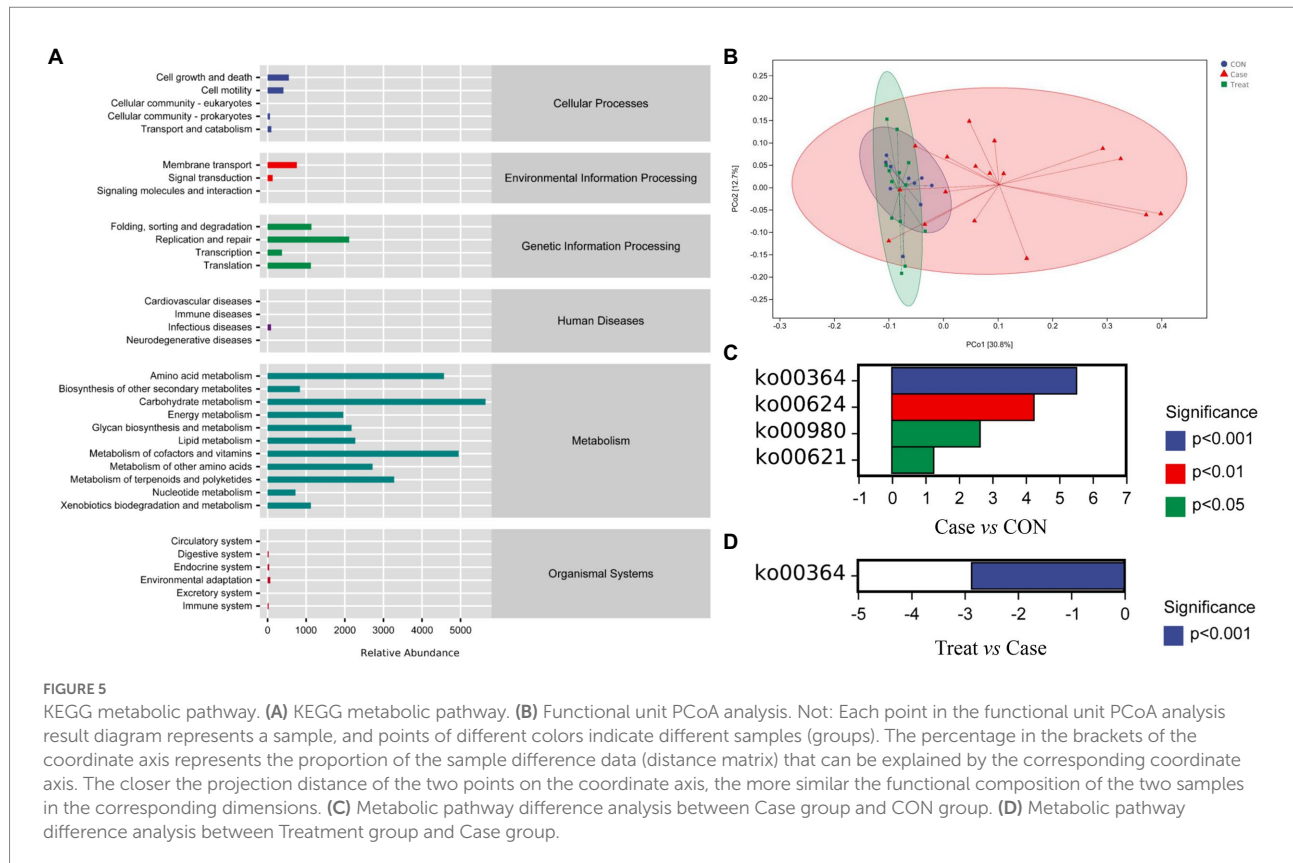 A
Cell growth and death
Cell motility
Cellular community - eukaryotes
Cellular community - prokaryotes
Transport and catabolism
Cellular Processes
Membrane transport
Signal transduction
Signaling molecules and interaction
Environmental Information Processing
Folding, sorting and degradation
Replication and repair
Transcription
Translation
Genetic Information Processing
Cardiovascular diseases
Immune diseases
Infectious diseases
Neurodegenerative diseases
Human Diseases
Amino acid metabolism
Biosynthesis of other secondary metabolites
Carbohydrate metabolism
Energy metabolism
Glycan biosynthesis and metabolism
Lipid metabolism
Metabolism of cofactors and vitamins
Metabolism of other amino acids
Metabolism of terpenoids and polyketides
Nucleotide metabolism
Xenobiotics biodegradation and metabolism
Metabolism
Circulatory system
Digestive system
Endocrine system
Environmental adaptation
Excretory system
Immune system
Organismal Systems
0 1000 2000 3000 4000 5000
Relative Abundance
B
CON
Case
Treat
PCo2 [12.7%]
0.25
0.20
0.15
0.10
0.05
0.00
-0.05
-0.10
-0.15
-0.20
-0.25
-0.3 -0.2 -0.1 0.0 0.1 0.2 0.3 0.4
PCo1 [30.8%]
C
ko00364
ko00624
ko00980
ko00621
-1 0 1 2 3 4 5 6 7
Case vs CON
Significance
p<0.001
p<0.01
p<0.05
D
ko00364
-5 -4 -3 -2 -1 0
Treat vs Case
Significance
p<0.001
FIGURE 5
KEGG metabolic pathway. (A) KEGG metabolic pathway. (B) Functional unit PCoA analysis. Not: Each point in the functional unit PCoA analysis
result diagram represents a sample, and points of different colors indicate different samples (groups). The percentage in the brackets of the
coordinate axis represents the proportion of the sample difference data (distance matrix) that can be explained by the corresponding coordinate
axis. The closer the projection distance of the two points on the coordinate axis, the more similar the functional composition of the two samples
in the corresponding dimensions. (C) Metabolic pathway difference analysis between Case group and CON group. (D) Metabolic pathway
difference analysis between Treatment group and Case group.